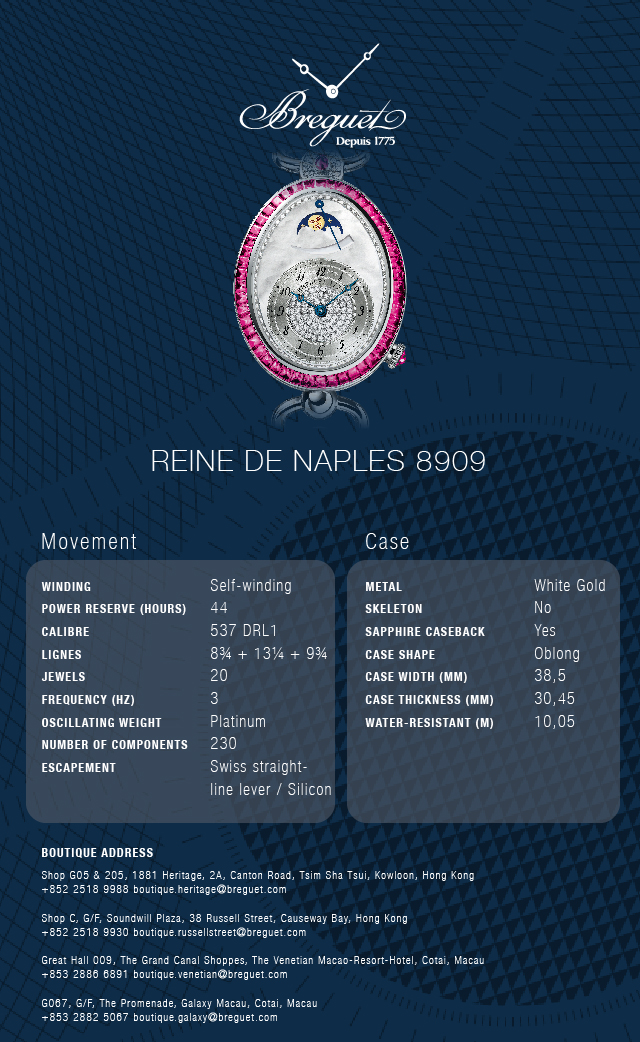 Breguet
Depuis 1775
REINE DE NAPLES 8909
Movement
WINDING Self-winding
POWER RESERVE (HOURS) 44
CALIBRE 537 DRL1
LIGNES 8¾ + 13¼ + 9¾
JEWELS 20
FREQUENCY (HZ) 3
OSCILLATING WEIGHT Platinum
NUMBER OF COMPONENTS 230
ESCAPEMENT Swiss straight-
line lever / Silicon
Case
METAL White Gold
SKELETON No
SAPPHIRE CASEBACK Yes
CASE SHAPE Oblong
CASE WIDTH (MM) 38,5
CASE THICKNESS (MM) 30,45
WATER-RESISTANT (M) 10,05
BOUTIQUE ADDRESS
Shop G05 & 205, 1881 Heritage, 2A, Canton Road, Tsim Sha Tsui, Kowloon, Hong Kong
+852 2518 9988 boutique.heritage@breguet.com
Shop C, G/F, Soundwill Plaza, 38 Russell Street, Causeway Bay, Hong Kong
+852 2518 9930 boutique.russellstreet@breguet.com
Great Hall 009, The Grand Canal Shoppes, The Venetian Macao-Resort-Hotel, Cotai, Macau
+853 2886 6891 boutique.venetian@breguet.com
G067, G/F, The Promenade, Galaxy Macau, Cotai, Macau
+853 2882 5067 boutique.galaxy@breguet.com